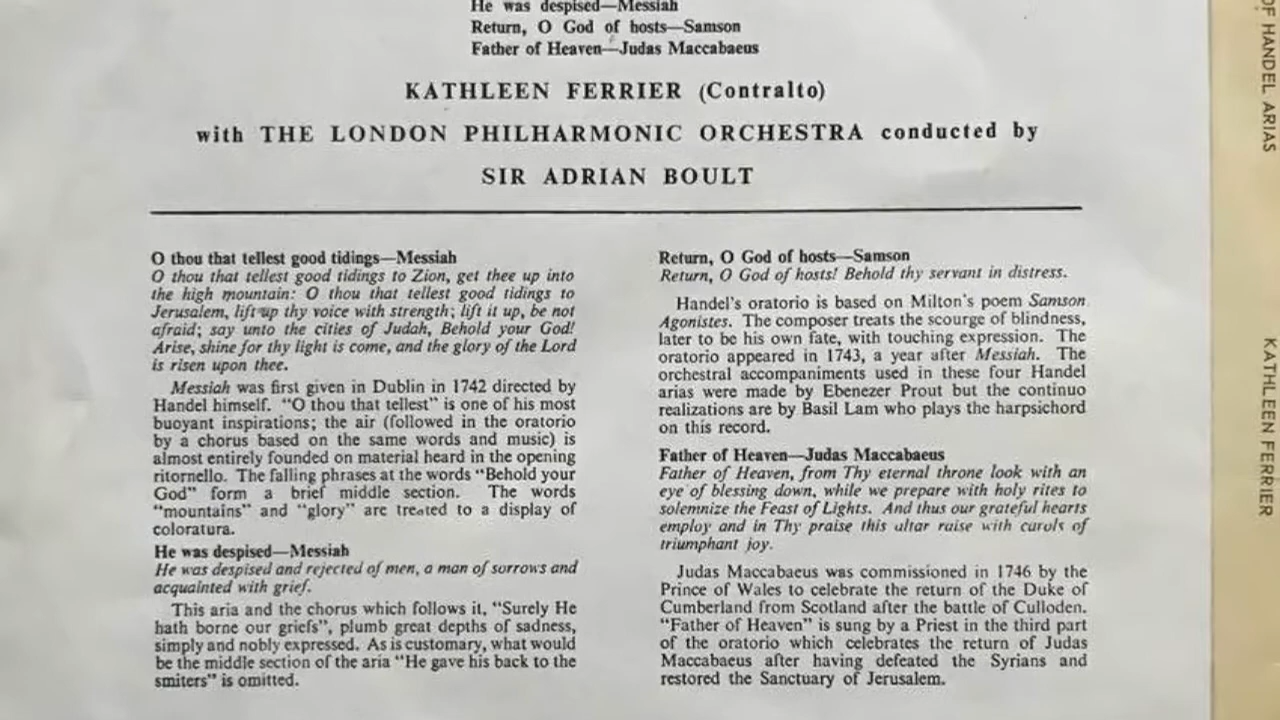 He was despised—Messiah
Return, O God of hosts—Samson
Father of Heaven—Judas Maccabaeus
KATHLEEN FERRIER (Contralto)
with THE LONDON PHILHARMONIC ORCHESTRA conducted by
SIR ADRIAN BOULT
O thou that tellest good tidings—Messiah
O thou that tellest good tidings to Zion, get thee up into
the high mountain: O thou that tellest good tidings to
Jerusalem, lift up thy voice with strength; lift it up, be not
afraid; say unto the cities of Judah, Behold your God!
Arise, shine for thy light is come, and the glory of the Lord
is risen upon thee.
Messiah was first given in Dublin in 1742 directed by
Handel himself. "O thou that tellest" is one of his most
buoyant inspirations; the air (followed in the oratorio
by a chorus based on the same words and music) is
almost entirely founded on material heard in the opening
ritornello. The falling phrases at the words "Behold your
God" form a brief middle section. The words
"mountains" and "glory" are treated to a display of
coloratura.
He was despised—Messiah
He was despised and rejected of men, a man of sorrows and
acquainted with grief.
This aria and the chorus which follows it, "Surely He
hath borne our griefs", plumb great depths of sadness,
simply and nobly expressed. As is customary, what would
be the middle section of the aria "He gave his back to the
smiters" is omitted.
Return, O God of hosts—Samson
Return, O God of hosts! Behold thy servant in distress.
Handel's oratorio is based on Milton's poem Samson
Agonistes. The composer treats the scourge of blindness,
later to be his own fate, with touching expression. The
oratorio appeared in 1743, a year after Messiah. The
orchestral accompaniments used in these four Handel
arias were made by Ebenezer Prout but the continuo
realizations are by Basil Lam who plays the harpsichord
on this record.
Father of Heaven—Judas Maccabaeus
Father of Heaven, from Thy eternal throne look with an
eye of blessing down, while we prepare with holy rites to
solemnize the Feast of Lights. And thus our grateful hearts
employ and in Thy praise this altar raise with carols of
triumphant joy.
Judas Maccabaeus was commissioned in 1746 by the
Prince of Wales to celebrate the return of the Duke of
Cumberland from Scotland after the battle of Culloden.
"Father of Heaven" is sung by a Priest in the third part
of the oratorio which celebrates the return of Judas
Maccabaeus after having defeated the Syrians and
restored the Sanctuary of Jerusalem.
OF HANDEL ARIAS
KATHLEEN FERRIER